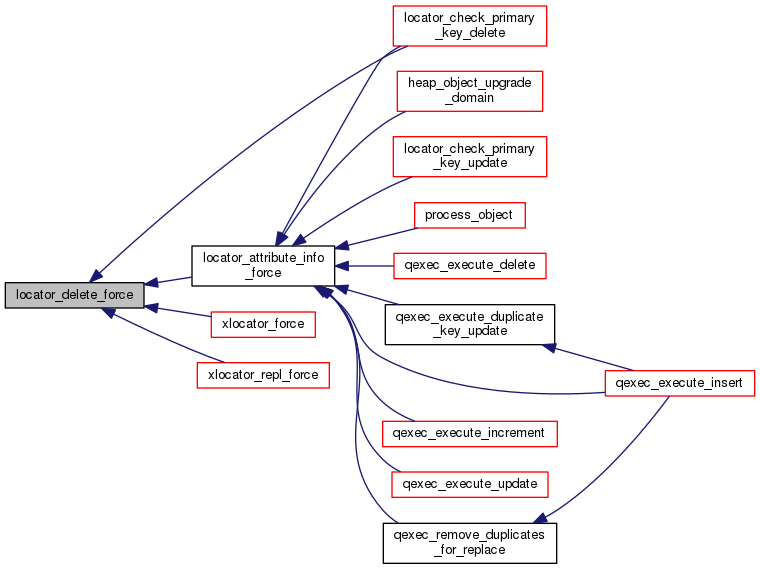 locator_check_primary
_key_delete
heap_object_upgrade
_domain
locator_check_primary
_key_update
process_object
locator_attribute_info
_force
qexec_execute_delete
locator_delete_force
qexec_execute_duplicate
_key_update
xlocator_force
xlocator_repl_force
qexec_execute_insert
qexec_execute_increment
qexec_execute_update
qexec_remove_duplicates
_for_replace